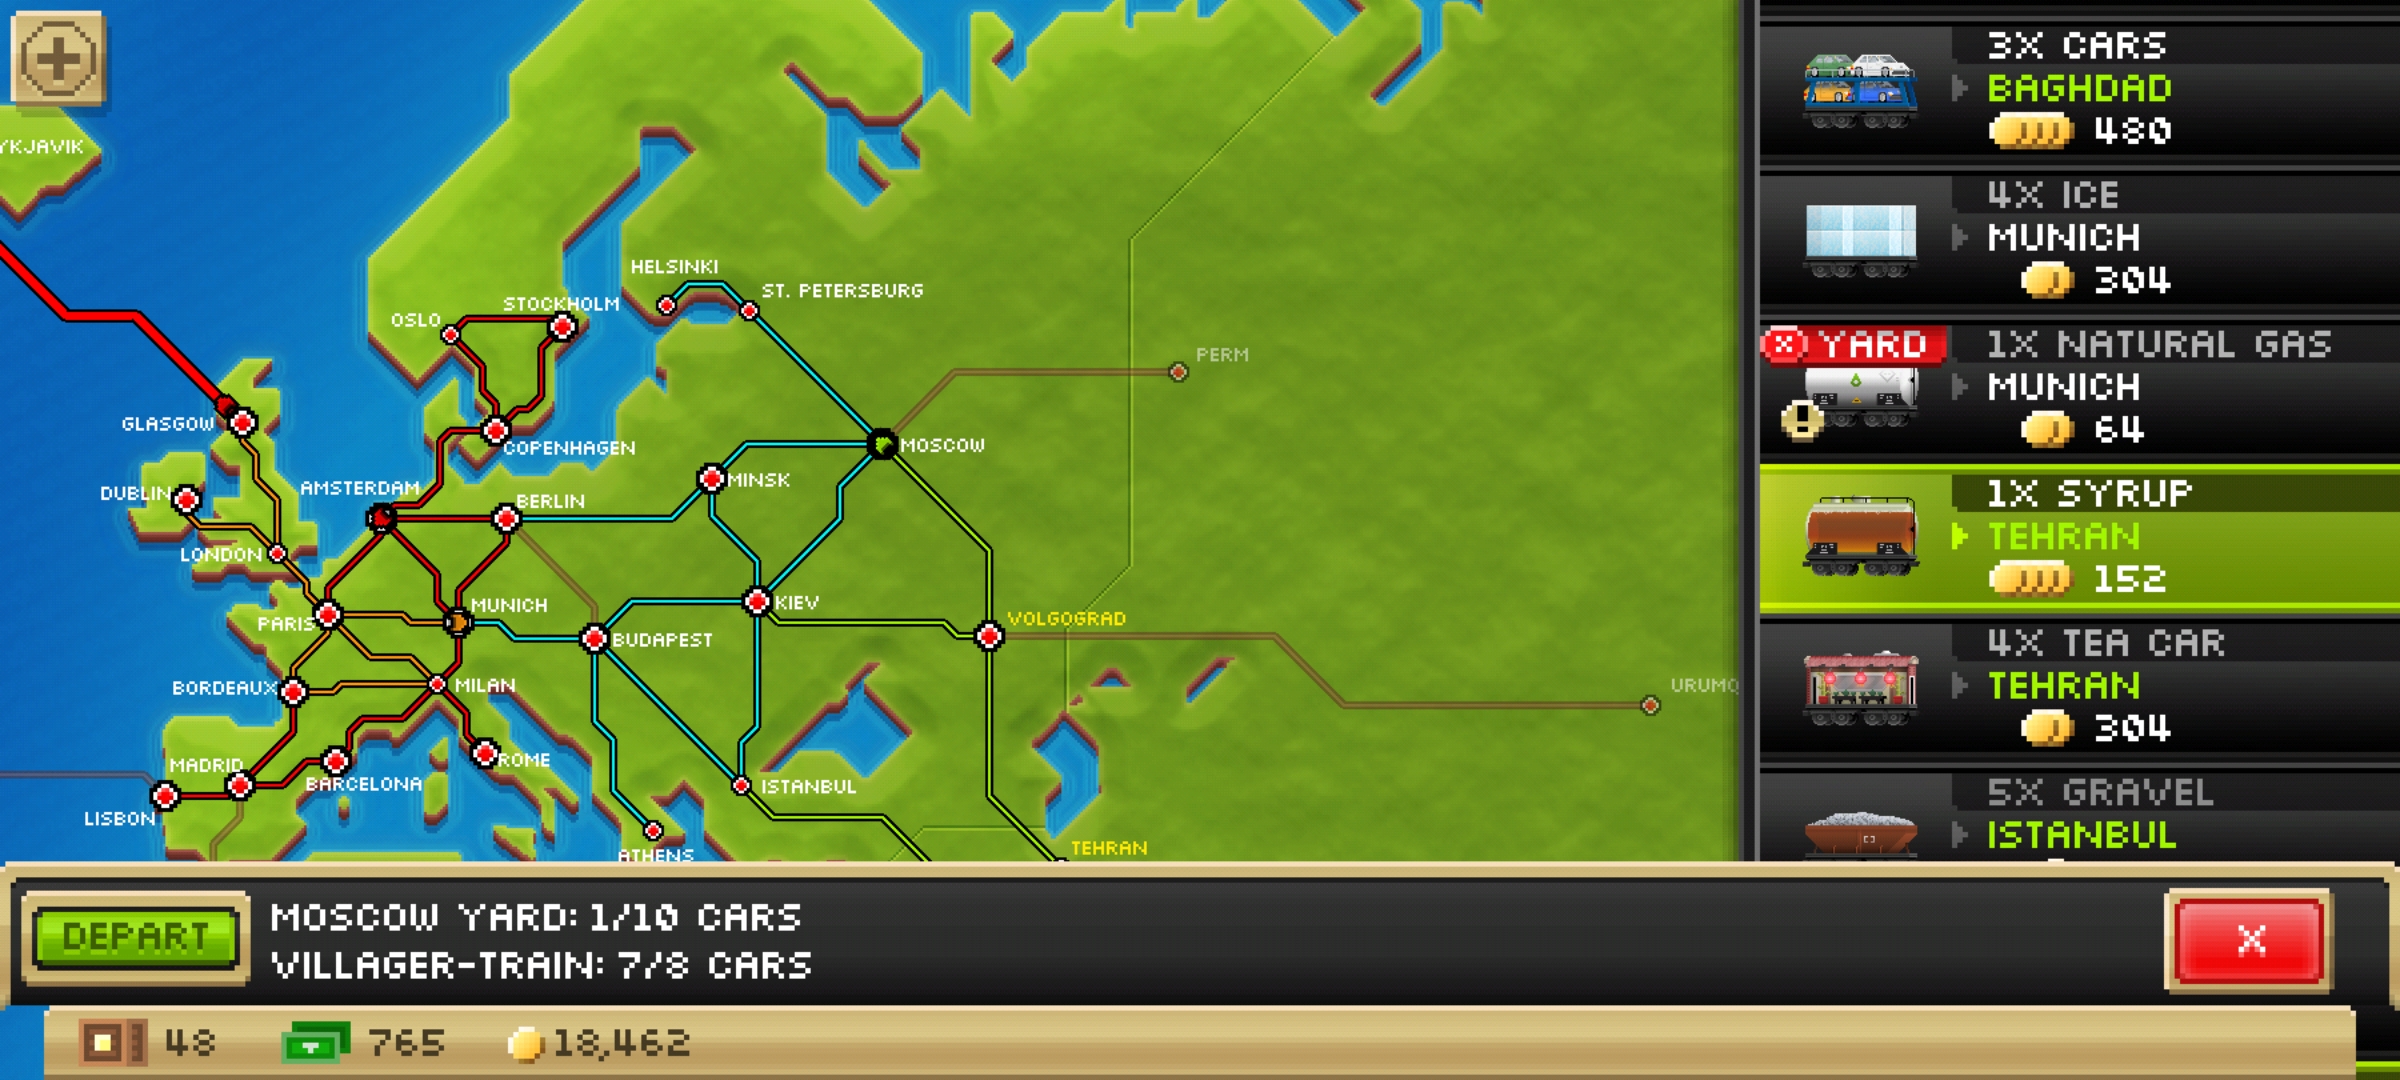 YKJAVIK
GLASGOW
DUBLIN
LONDON
AMSTERDAM
OSLO
STOCKHOLM
COPENHAGEN
HELSINKI
ST. PETERSBURG
PERM
MOSCOW
MINSK
BERLIN
MUNICH
PARIS
BORDEAUX
MILAN
BUDAPEST
KIEV
VOLGOGRAD
URUMQ
MADRID
BARCELONA
ROME
LISBON
ISTANBUL
ATHENS
TEHRAN
3X CARS
BAGHDAD
480
4X ICE
MUNICH
304
X YARD
1X NATURAL GAS
MUNICH
64
1X SYRUP
TEHRAN
152
4X TEA CAR
TEHRAN
304
5X GRAVEL
ISTANBUL
DEPART
MOSCOW YARD: 1/10 CARS
VILLAGER-TRAIN: 7/8 CARS
X
48
765
18,462